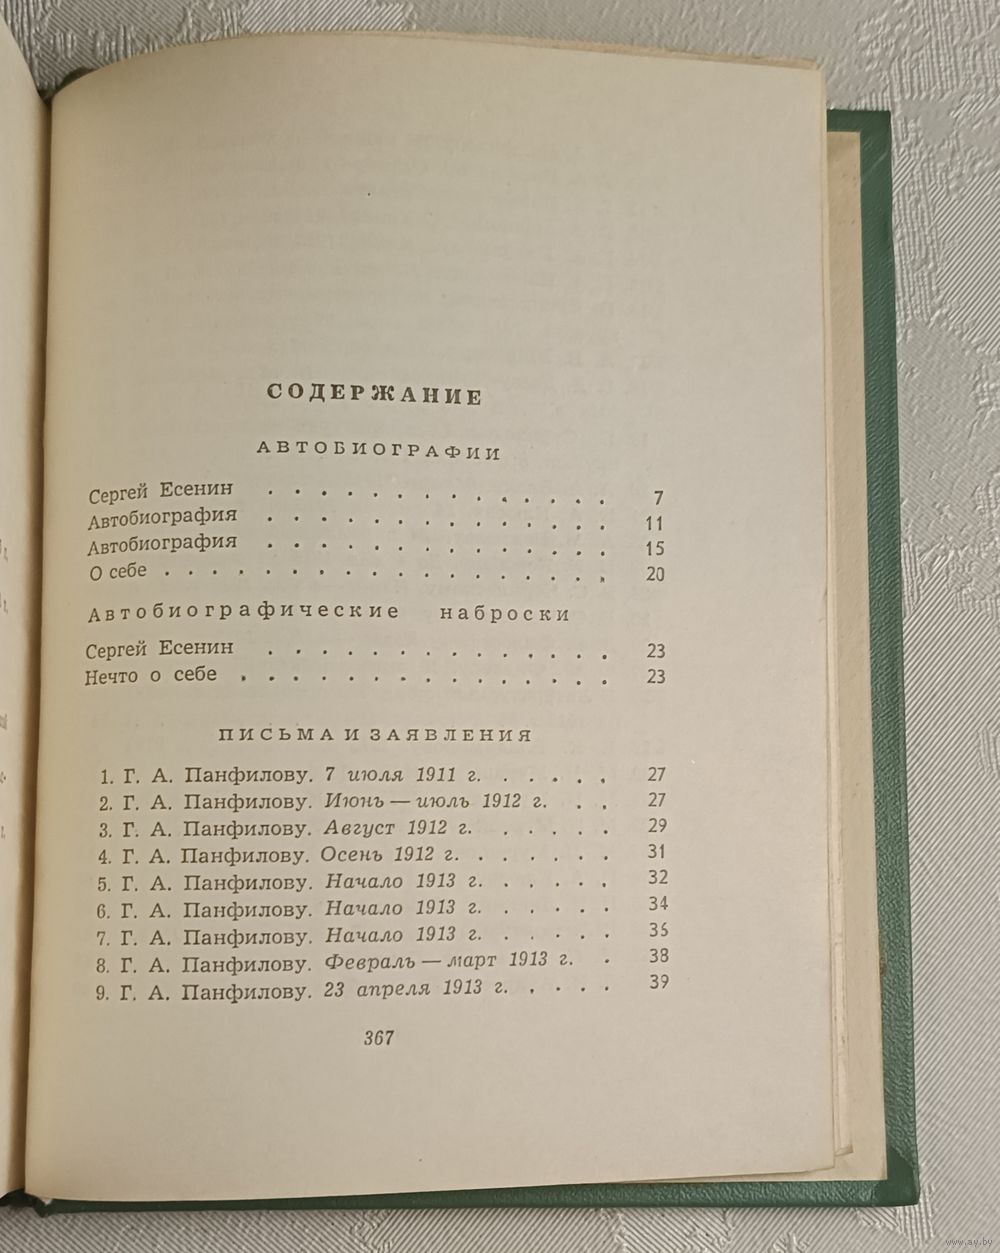 СОДЕРЖАНИЕ
АВТОБИОГРАФИИ
Сергей Есенин . . . . . . . . . . . . . . 7
Автобиография . . . . . . . . . . . . . . 11
Автобиография . . . . . . . . . . . . . . 15
О себе . . . . . . . . . . . . . . . . . . 20
Автобиографические наброски
Сергей Есенин . . . . . . . . . . . . . . 23
Нечто о себе . . . . . . . . . . . . . . . 23
ПИСЬМА И ЗАЯВЛЕНИЯ
1. Г. А. Панфилову. 7 июля 1911 г. . . . . . 27
2. Г. А. Панфилову. Июнь — июль 1912 г. . . 27
3. Г. А. Панфилову. Август 1912 г. . . . . . 29
4. Г. А. Панфилову. Осень 1912 г. . . . . . . 31
5. Г. А. Панфилову. Начало 1913 г. . . . . . 32
6. Г. А. Панфилову. Начало 1913 г. . . . . . 34
7. Г. А. Панфилову. Начало 1913 г. . . . . . 35
8. Г. А. Панфилову. Февраль — март 1913 г. . 38
9. Г. А. Панфилову. 23 апреля 1913 г. . . . . 39
367
www.ay.by